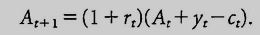 A_{t+1} = (1 + r_t)(A_t + y_t − c_t).